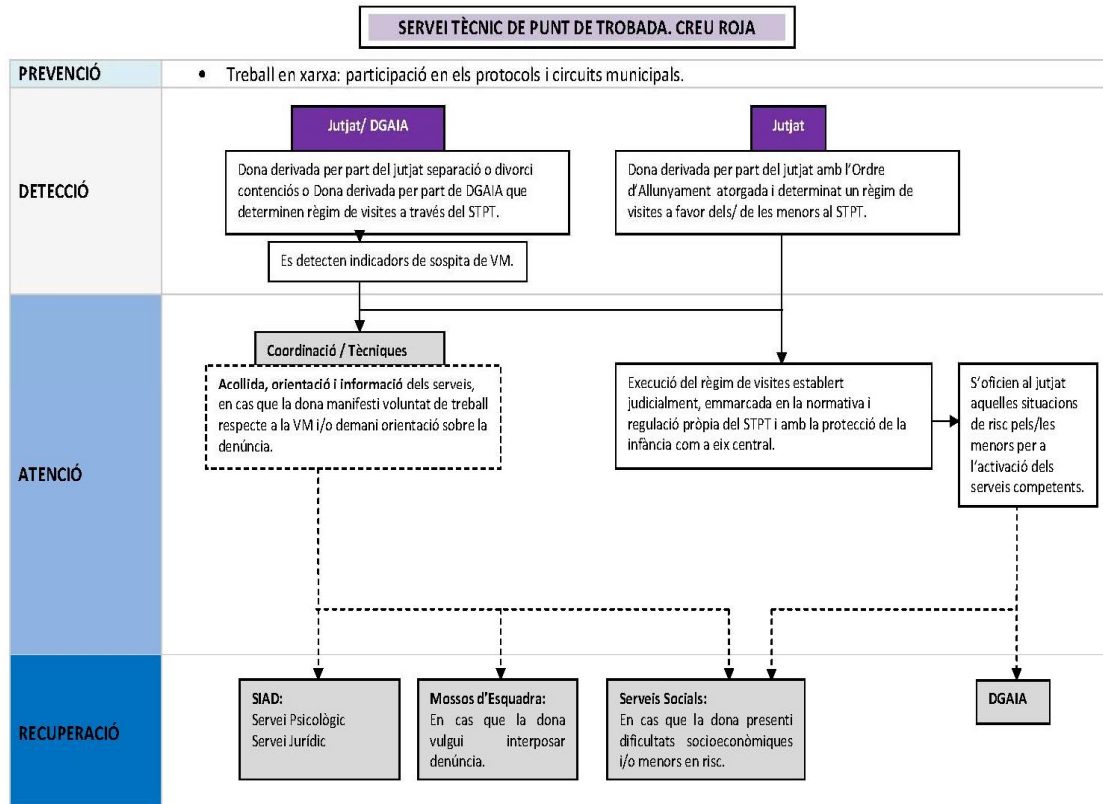 SERVEI TÈCNIC DE PUNT DE TROBADA. CREU ROJA
PREVENCIÓ
• Treball en xarxa: participació en els protocols i circuits municipals.
DETECCIÓ
Jutjat/ DGAIA
Dona derivada per part del jutjat separació o divorci
contenciós o Dona derivada per part de DGAIA que
determinen règim de visites a través del STPT.
Es detecten indicadors de sospita de VM.
Jutjat
Dona derivada per part del jutjat amb l'Ordre
d'Allunyament atorgada i determinat un règim de
visites a favor dels/ de les menors al STPT.
ATENCIÓ
Coordinació / Tècniques
Acollida, orientació i informació dels serveis,
en cas que la dona manifesti voluntat de treball
respecte a la VM i/o demani orientació sobre la
denúncia.
Execució del règim de visites establert
judicialment, emmarcada en la normativa i
regulació pròpia del STPT i amb la protecció de la
infància com a eix central.
S'oficien al jutjat
aquelles situacions
de risc pels/les
menors per a
l'activació dels
serveis competents.
RECUPERACIÓ
SIAD:
Servei Psicològic
Servei Jurídic
Mossos d'Esquadra:
En cas que la dona
vulgui interposar
denúncia.
Serveis Socials:
En cas que la dona presenti
dificultats socioeconòmiques
i/o menors en risc.
DGAIA